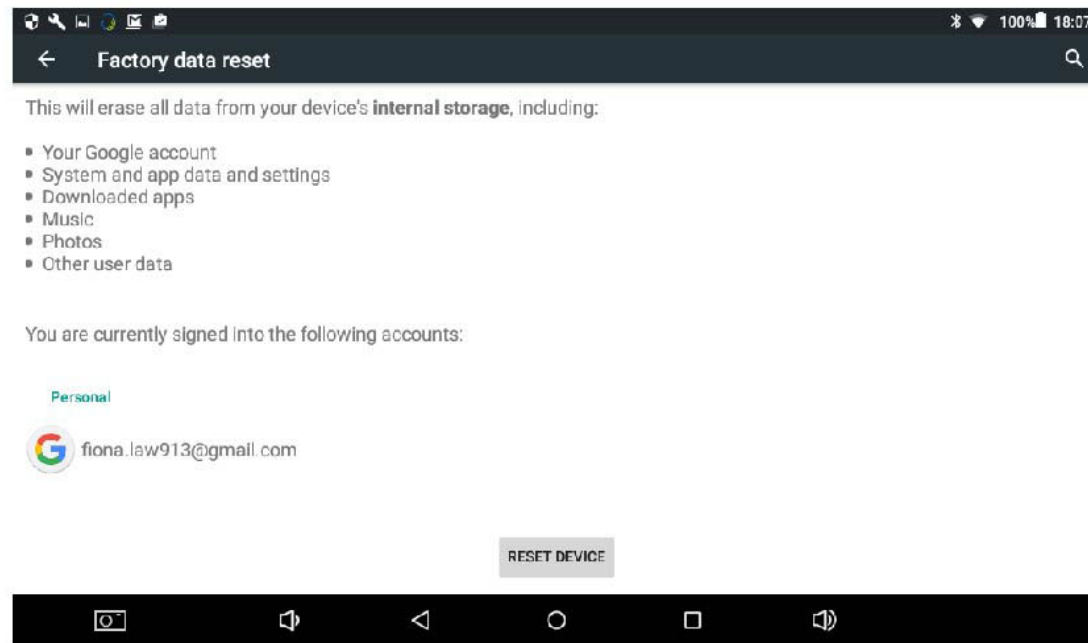 100% 18:07
Factory data reset
This will erase all data from your device's internal storage, including:
• Your Google account
• System and app data and settings
• Downloaded apps
• Music
• Photos
• Other user data
You are currently signed into the following accounts:
Personal
G fiona.law913@gmail.com
RESET DEVICE